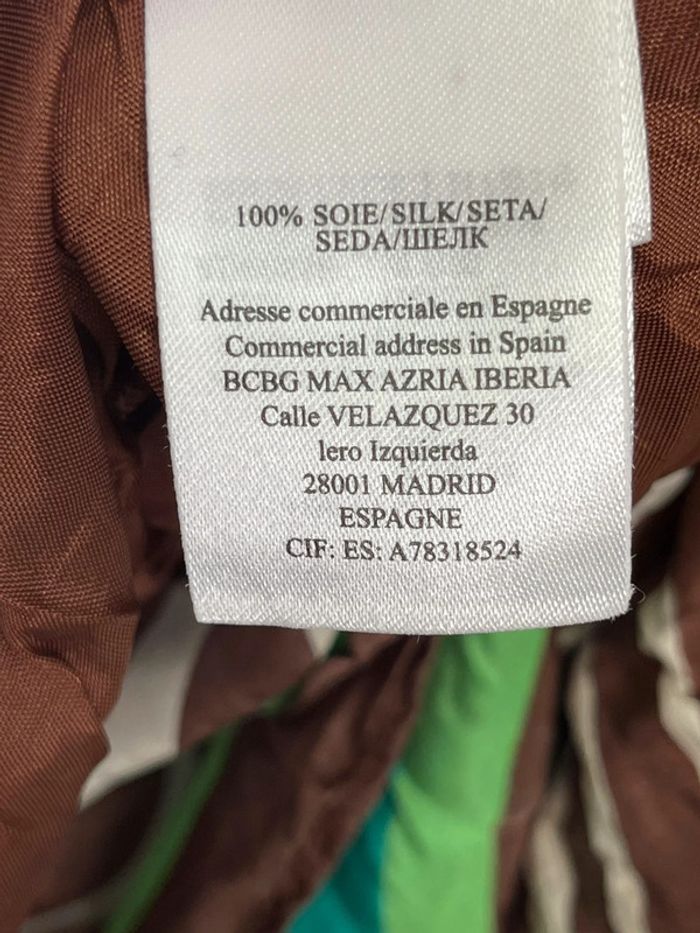 100% SOIE/SILK/SETA/
SEDA/ШЕЛК
Adresse commerciale en Espagne
Commercial address in Spain
BCBG MAX AZRIA IBERIA
Calle VELAZQUEZ 30
lero Izquierda
28001 MADRID
ESPAGNE
CIF: ES: A78318524